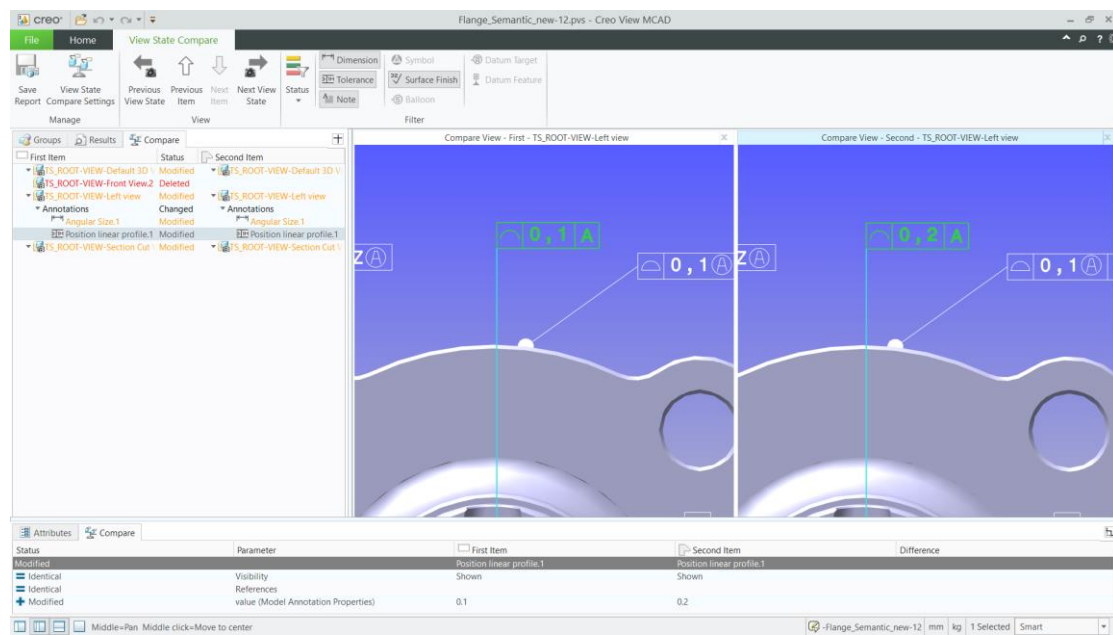 creo
Flange_Semantic_new-12.pvs - Creo View MCAD
File Home View State Compare
Save Report
View State Compare Settings
Previous View State
Previous Item
Next Item
Next View State
Status
Dimension
Tolerance
Note
Symbol
Surface Finish
Balloon
Datum Target
Datum Feature
Manage View Filter
Groups Results Compare
First Item Status Second Item
TS_ROOT-VIEW-Default 3D Modified TS_ROOT-VIEW-Default 3D
TS_ROOT-VIEW-Front View.2 Deleted
TS_ROOT-VIEW-Left view Modified TS_ROOT-VIEW-Left view
Annotations Changed Annotations
Angular Size.1 Modified Angular Size.1
Position linear profile.1 Modified Position linear profile.1
TS_ROOT-VIEW-Section Cut Modified TS_ROOT-VIEW-Section Cut
Compare View - First - TS_ROOT-VIEW-Left view
0,1 A
Z Ⓐ
0,1 Ⓐ
Compare View - Second - TS_ROOT-VIEW-Left view
0,2 A
Z Ⓐ
0,1 Ⓐ
Attributes Compare
Status Parameter First Item Second Item Difference
Modified Position linear profile.1 Position linear profile.1
Identical Visibility Shown Shown
Identical References
Modified value (Model Annotation Properties) 0.1 0.2
Middle=Pan Middle click=Move to center
-Flange_Semantic_new-12 mm kg 1 Selected Smart